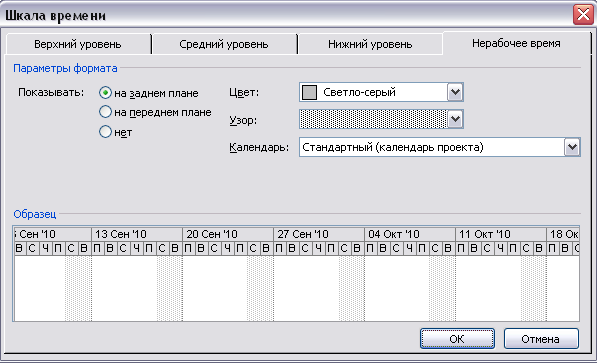 Шкала времени
Верхний уровень Средний уровень Нижний уровень Нерабочее время
Параметры формата
Показывать: на заднем плане Цвет: Светло-серый
на переднем плане Узор:
нет Календарь: Стандартный (календарь проекта)
Образец
Сен '10 13 Сен '10 20 Сен '10 27 Сен '10 04 Окт '10 11 Окт '10 18 Ок
В С Ч П С В П В С Ч П С В П В С Ч П С В П В С Ч П С В П В С Ч П С В П В С Ч П С В П В С
OK Отмена